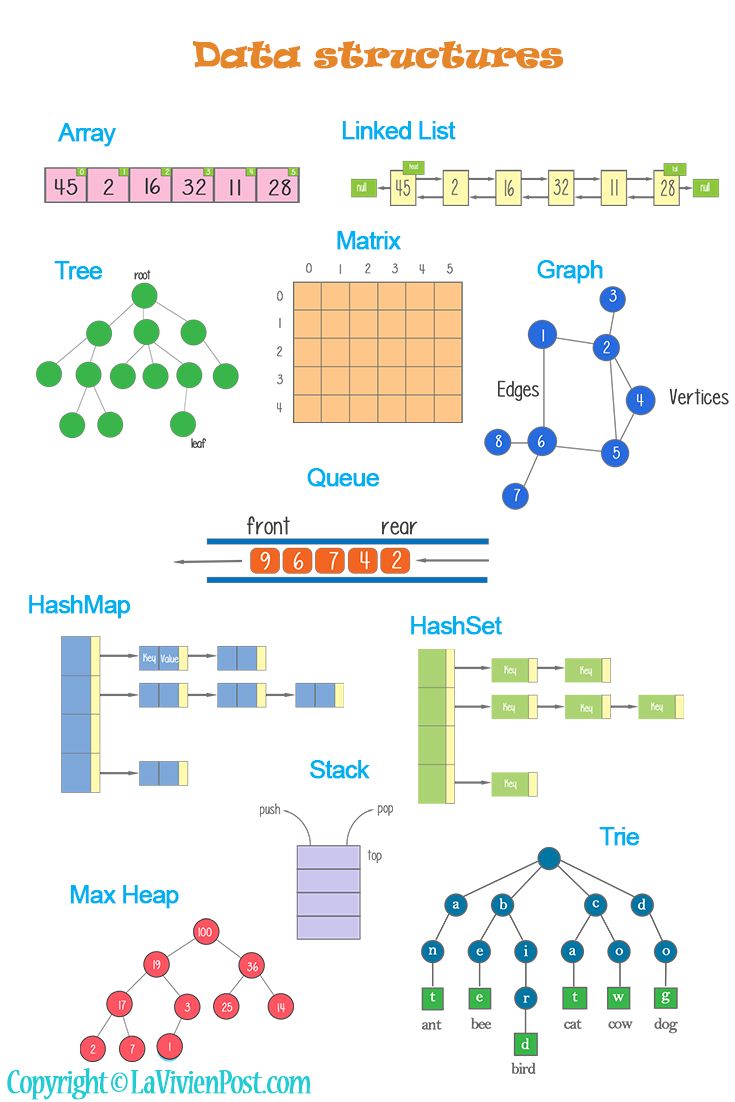 Data structures
Array
Linked List
0 1 2 3 4 5
45 2 16 32 11 28
head tail
null 45 2 16 32 11 28 null
Tree
root
leaf
Matrix
0 1 2 3 4 5
0
1
2
3
4
Graph
3
1
2
Edges
4
Vertices
8
6
5
7
Queue
front rear
9 6 7 4 2
HashMap
Key Value
HashSet
Key Key
Key Key Key
Key
Stack
push pop
top
Max Heap
100
19 36
17 3 25 14
2 7 1
Trie
a b c d
n e i a o o
t e r t w g
ant bee cat cow dog
d
bird
Copyright © LaVivienPost.com